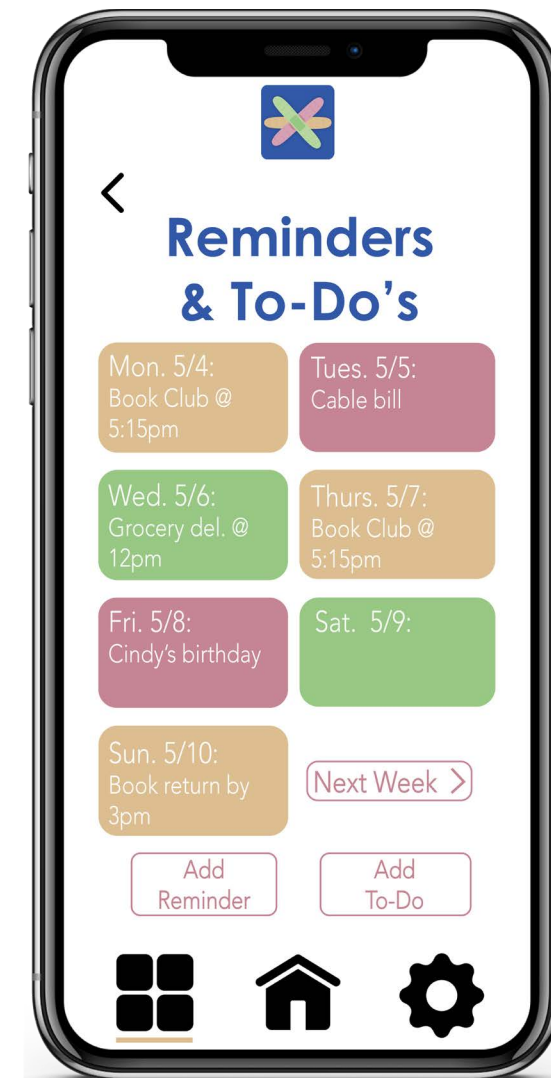 Reminders
& To-Do’s
Mon. 5/4:
Book Club @
5:15pm
Tues. 5/5:
Cable bill
Wed. 5/6:
Grocery del. @
12pm
Thurs. 5/7:
Book Club @
5:15pm
Fri. 5/8:
Cindy’s birthday
Sat. 5/9:
Sun. 5/10:
Book return by
3pm
Next Week
Add
Reminder
Add
To-Do